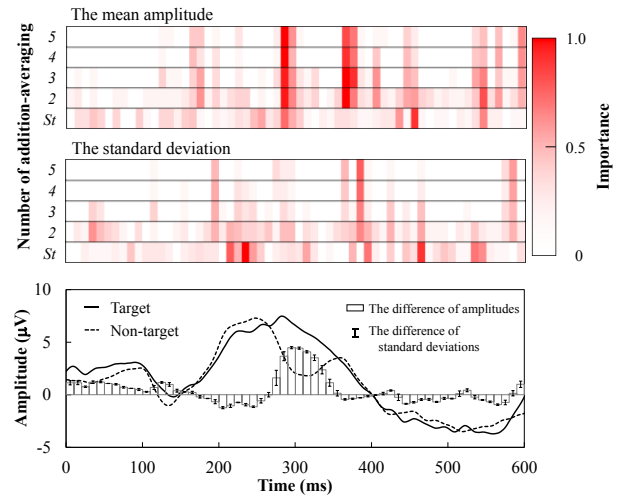 The mean amplitude
5
4
3
2
St
The standard deviation
5
4
3
2
St
Number of addition-averaging
1.0
0.5
0
Importance
10
5
0
-5
Amplitude (μV)
Target
Non-target
The difference of amplitudes
The difference of
standard deviations
0 100 200 300 400 500 600
Time (ms)